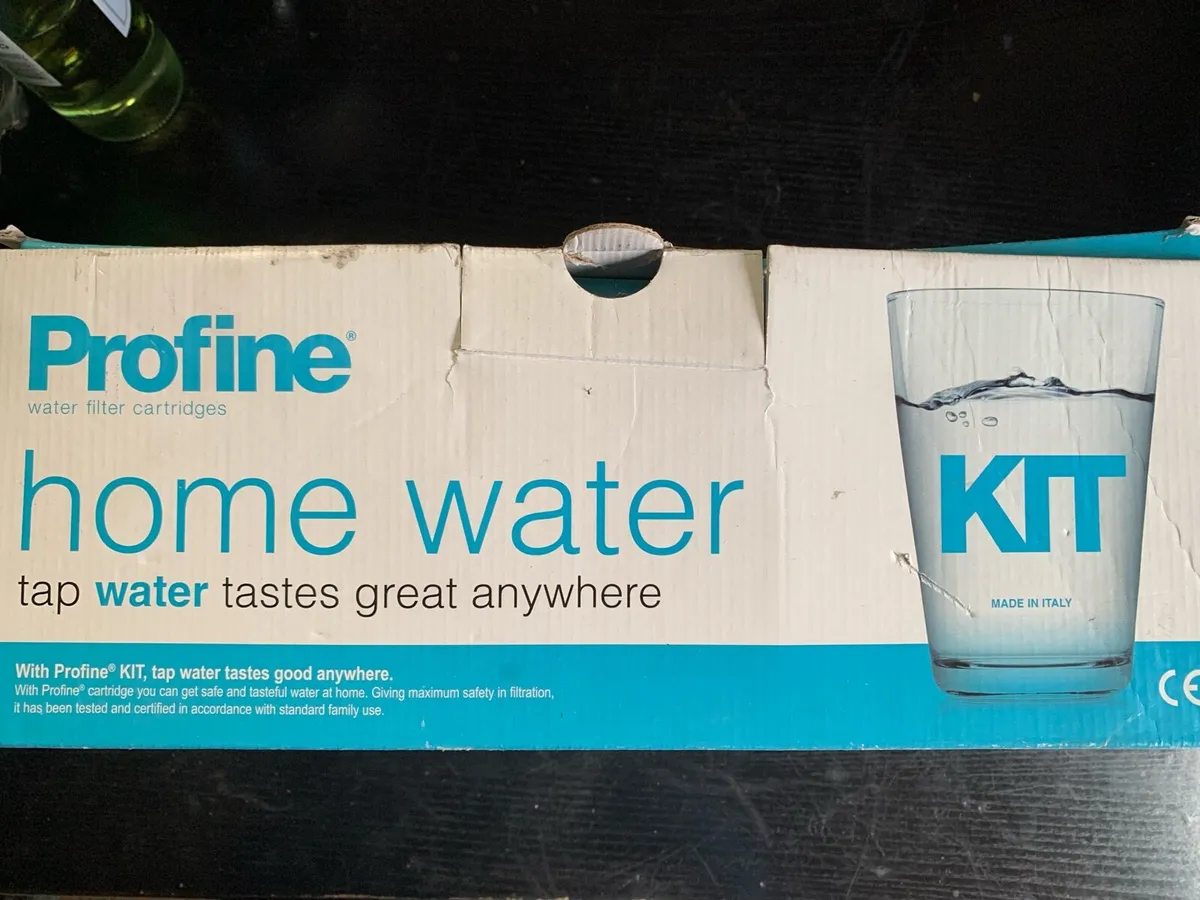 Profine®
water filter cartridges
home water
tap water tastes great anywhere
With Profine® KIT, tap water tastes good anywhere.
With Profine® cartridge you can get safe and tasteful water at home. Giving maximum safety in filtration,
it has been tested and certified in accordance with standard family use.
KIT
MADE IN ITALY
CE